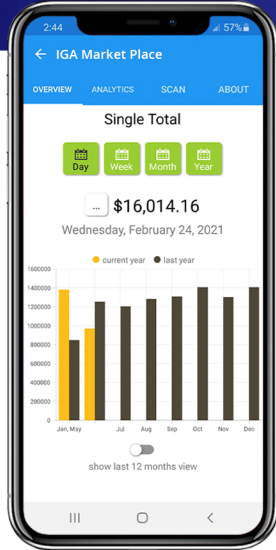 2:44 57%
← IGA Market Place
OVERVIEW ANALYTICS SCAN ABOUT
Single Total
Day Week Month Year
... $16,014.16
Wednesday, February 24, 2021
current year last year
1600000
1400000
1200000
1000000
800000
600000
400000
200000
0
Jan, May Jul Aug Sep Oct Nov Dec
show last 12 months view